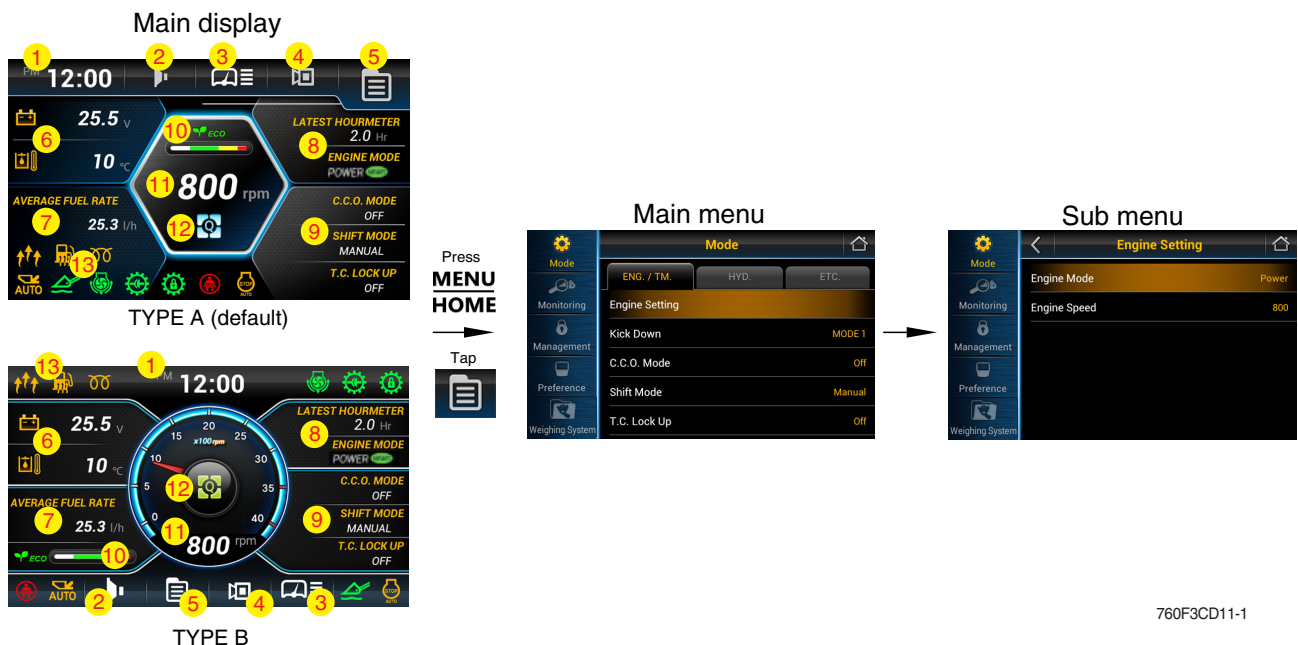 Main display
1 2 3 4 5
PM 12:00
25.5 V
6
10 °C
AVERAGE FUEL RATE
7
25.3 l/h
10
ECO
11
800 rpm
12
LATEST HOURMETER
2.0 Hr
8
ENGINE MODE
POWER
C.C.O. MODE
OFF
9
SHIFT MODE
MANUAL
T.C. LOCK UP
OFF
13
AUTO
STOP
AUTO
TYPE A (default)
13
1
PM 12:00
25.5 V
6
10 °C
AVERAGE FUEL RATE
7
25.3 l/h
ECO
10
0 5 10 15 20 25 30 35 40
x100 rpm
12
11
800 rpm
LATEST HOURMETER
2.0 Hr
8
ENGINE MODE
POWER
C.C.O. MODE
OFF
9
SHIFT MODE
MANUAL
T.C. LOCK UP
OFF
AUTO
2 5 4 3
STOP
AUTO
TYPE B
Press
MENU
HOME
Tap
Main menu
Mode
Monitoring
Management
Preference
Weighing System
Mode
ENG. / TM. HYD. ETC.
Engine Setting
Kick Down MODE 1
C.C.O. Mode Off
Shift Mode Manual
T.C. Lock Up Off
Sub menu
Mode
Monitoring
Management
Preference
Weighing System
Engine Setting
Engine Mode Power
Engine Speed 800
760F3CD11-1